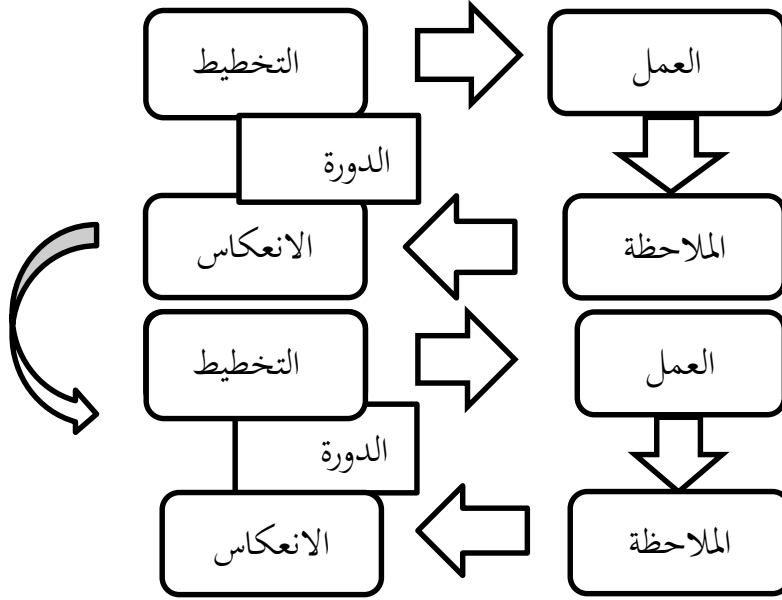 التخطيط
العمل
الدورة
الانعكاس
الملاحظة
التخطيط
العمل
الدورة
الانعكاس
الملاحظة